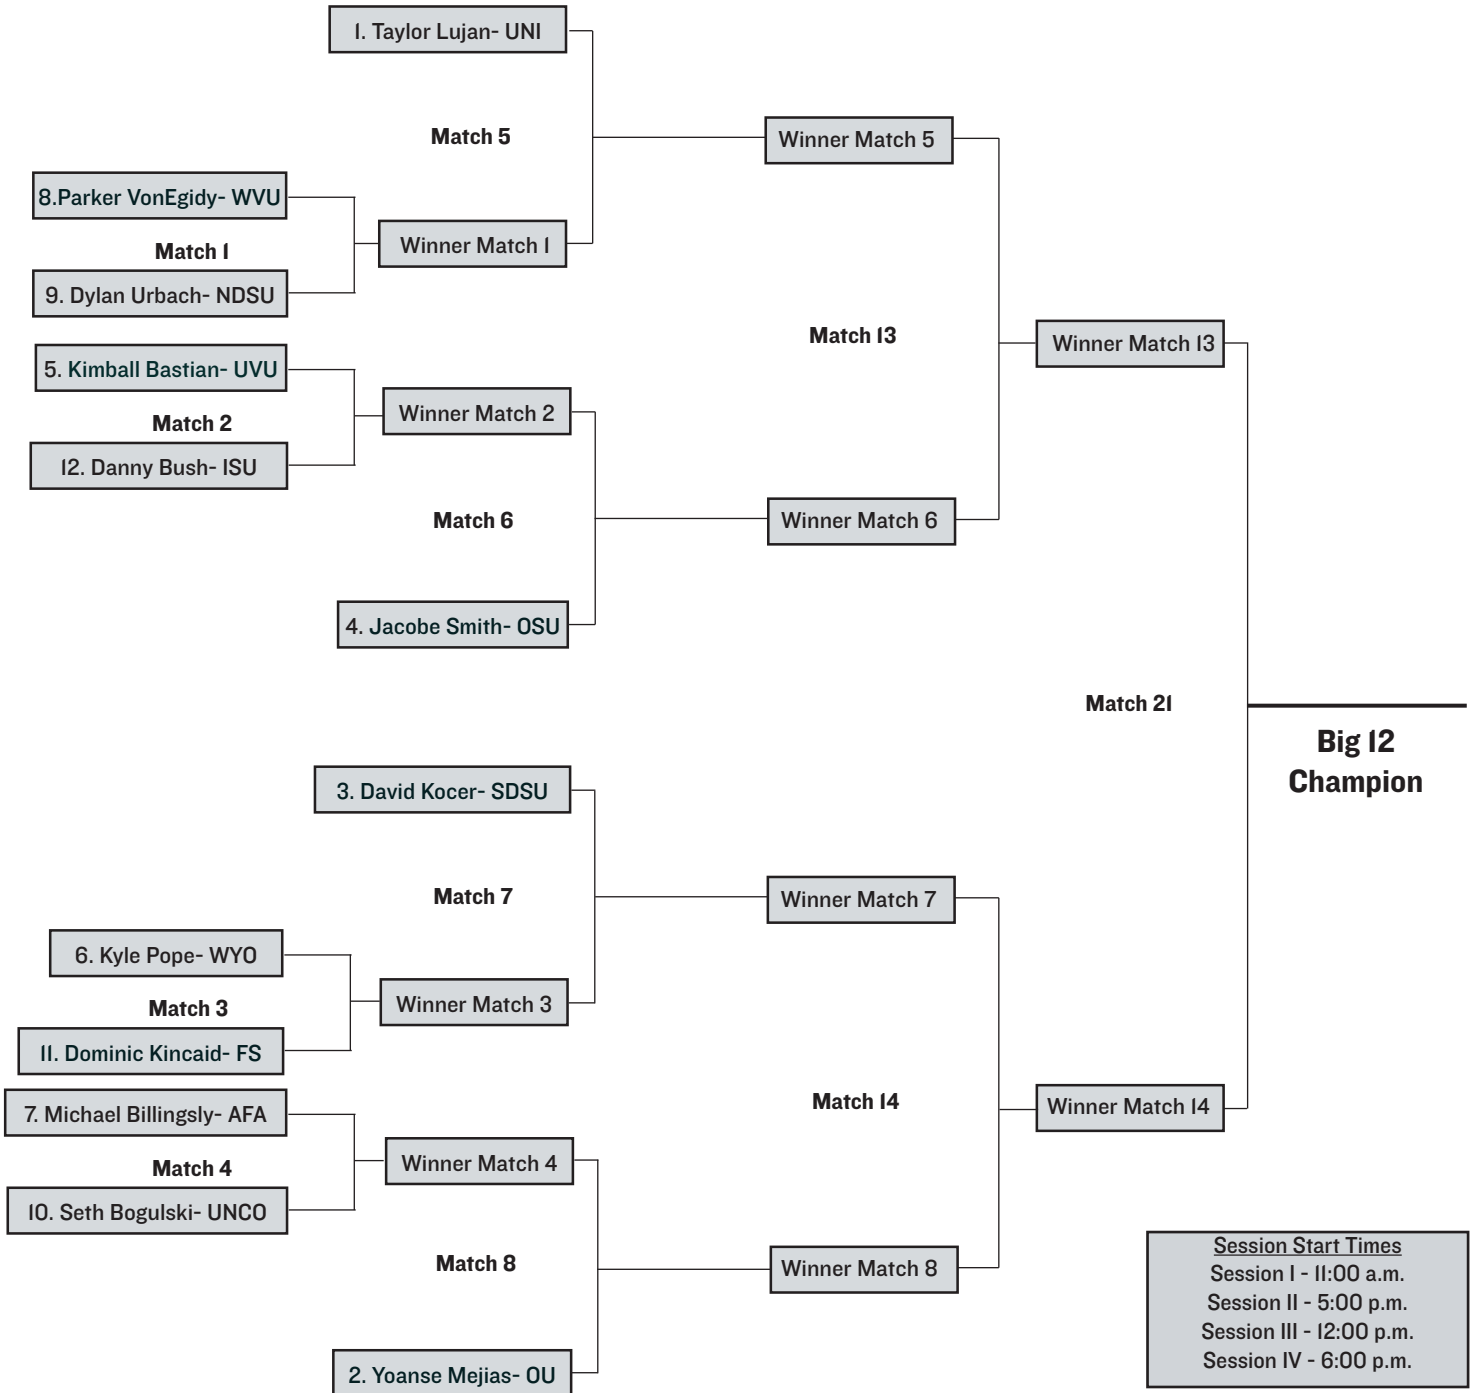 1. Taylor Lujan- UNI
Match 5
Winner Match 5
8.Parker VonEgidy- WVU
Match 1
Winner Match 1
9. Dylan Urbach- NDSU
Match 13
Winner Match 13
5. Kimball Bastian- UVU
Match 2
Winner Match 2
12. Danny Bush- ISU
Match 6
Winner Match 6
4. Jacobe Smith- OSU
Match 21
Big 12
Champion
3. David Kocer- SDSU
Match 7
Winner Match 7
6. Kyle Pope- WYO
Match 3
Winner Match 3
11. Dominic Kincaid- FS
7. Michael Billingsly- AFA
Match 14
Winner Match 14
Match 4
Winner Match 4
10. Seth Bogulski- UNCO
Match 8
Winner Match 8
2. Yoanse Mejias- OU
Session Start Times
Session I - 11:00 a.m.
Session II - 5:00 p.m.
Session III - 12:00 p.m.
Session IV - 6:00 p.m.